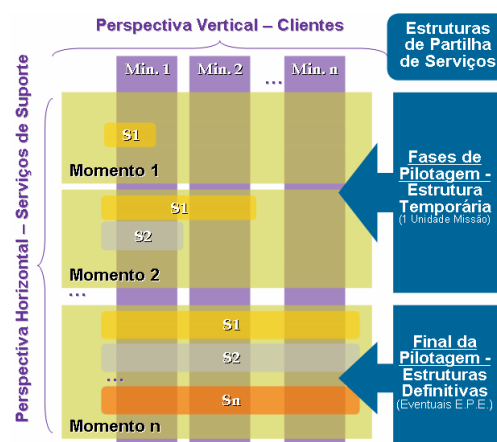 Perspectiva Vertical – Clientes
Estruturas
de Partilha
de Serviços
Min. 1
Min. 2
...
Min. n
Perspectiva Horizontal – Serviços de Suporte
S1
Momento 1
S1
S2
Momento 2
...
S1
S2
...
Sn
Momento n
Fases de
Pilotagem -
Estrutura
Temporária
(1 Unidade Missão)
Final da
Pilotagem -
Estruturas
Definitivas
(Eventuais E.P.E.)